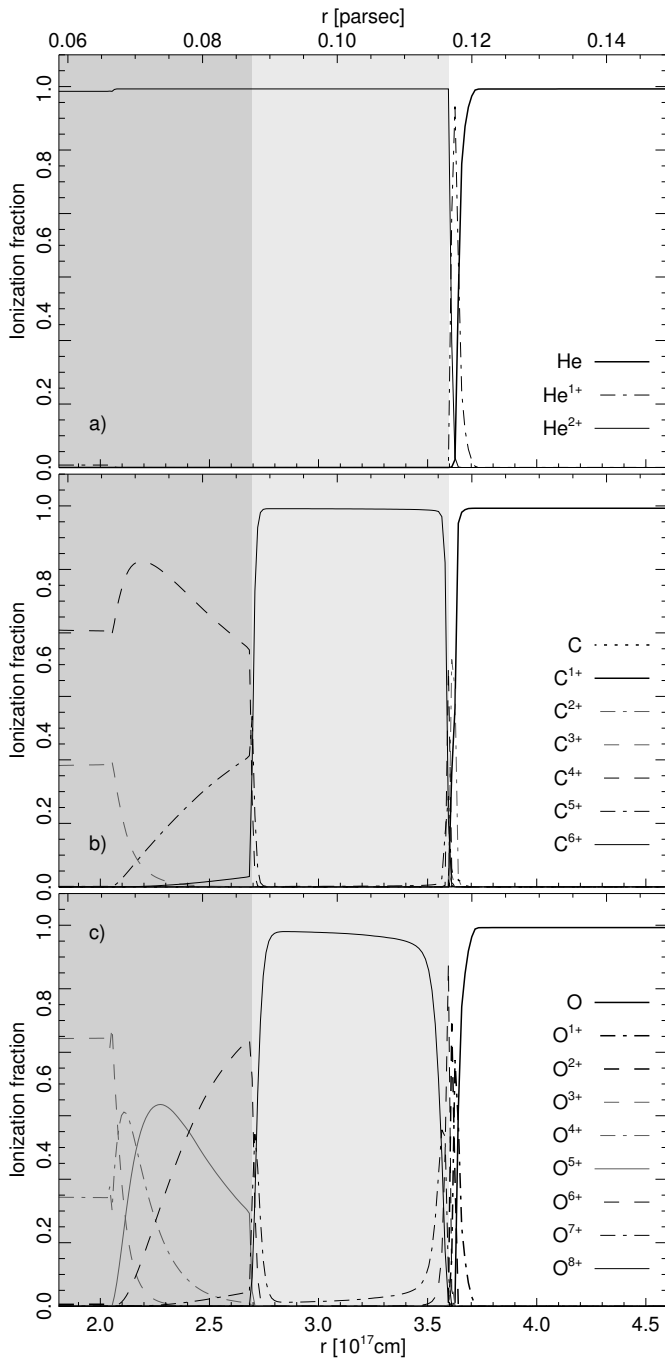 r [parsec]
0.06 0.08 0.10 0.12 0.14
1.0
0.8
0.6
0.4
0.2
0.0
Ionization fraction
He
He¹⁺
He²⁺
a)
1.0
0.8
0.6
0.4
0.2
0.0
Ionization fraction
C
C¹⁺
C²⁺
C³⁺
C⁴⁺
C⁵⁺
C⁶⁺
b)
c)
1.0
0.8
0.6
0.4
0.2
0.0
Ionization fraction
O
O¹⁺
O²⁺
O³⁺
O⁴⁺
O⁵⁺
O⁶⁺
O⁷⁺
O⁸⁺
2.0 2.5 3.0 3.5 4.0 4.5
r [10¹⁷cm]